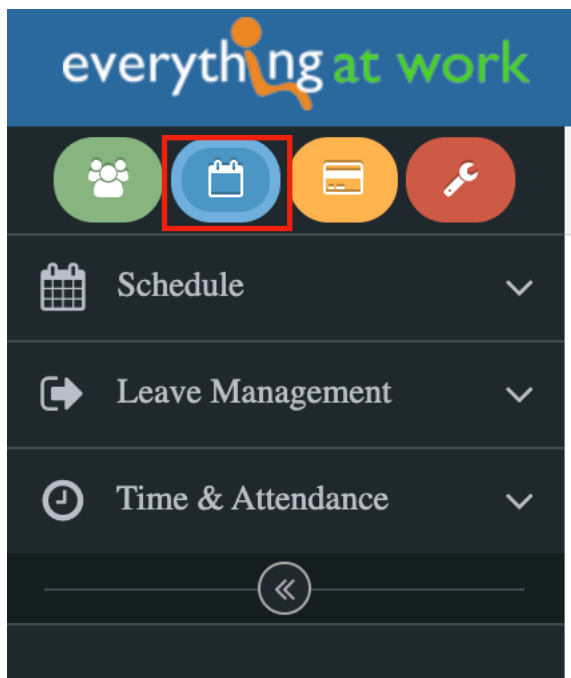 everything at work
Schedule
Leave Management
Time & Attendance